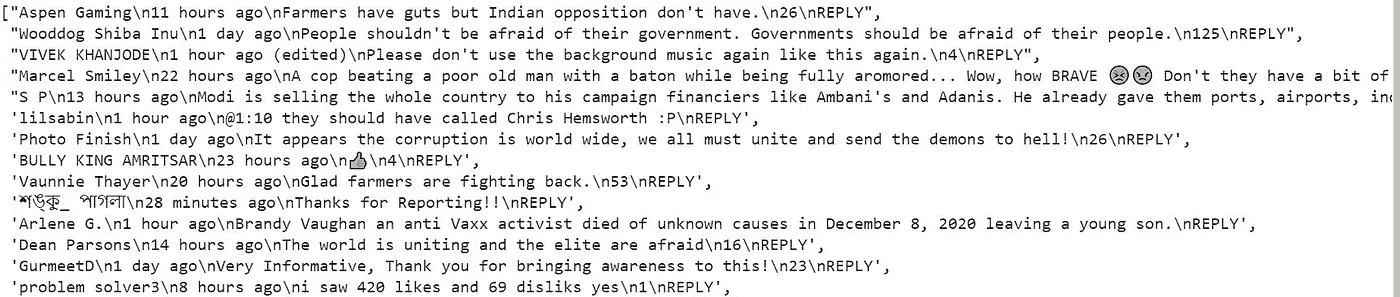 ["Aspen Gaming\n11 hours ago\nFarmers have guts but Indian opposition don't have.\n26\nREPLY",
"Wooddog Shiba Inu\n1 day ago\nPeople shouldn't be afraid of their government. Governments should be afraid of their people.\n125\nREPLY",
"VIVEK KHANJODE\n1 hour ago (edited)\nPlease don't use the background music again like this again.\n4\nREPLY",
"Marcel Smiley\n22 hours ago\nA cop beating a poor old man with a baton while being fully aromored... Wow, how BRAVE 😣😠 Don't they have a bit of
"S P\n13 hours ago\nModi is selling the whole country to his campaign financiers like Ambani's and Adanis. He already gave them ports, airports,
'lilsabin\n1 hour ago\n@1:10 they should have called Chris Hemsworth :P\nREPLY',
'Photo Finish\n1 day ago\nIt appears the corruption is world wide, we all must unite and send the demons to hell!\n26\nREPLY',
'BULLY KING AMRITSAR\n23 hours ago\n👍\n4\nREPLY',
'Vaunnie Thayer\n20 hours ago\nGlad farmers are fighting back.\n53\nREPLY',
'শঙ্কু_ পাগলা\n28 minutes ago\nThanks for Reporting!!\nREPLY',
'Arlene G.\n1 hour ago\nBrandy Vaughan an anti Vaxx activist died of unknown causes in December 8, 2020 leaving a young son.\nREPLY',
'Dean Parsons\n14 hours ago\nThe world is uniting and the elite are afraid\n16\nREPLY',
'GurmeetD\n1 day ago\nVery Informative, Thank you for bringing awareness to this!\n23\nREPLY',
'problem solver3\n8 hours ago\ni saw 420 likes and 69 disliks yes\n1\nREPLY',